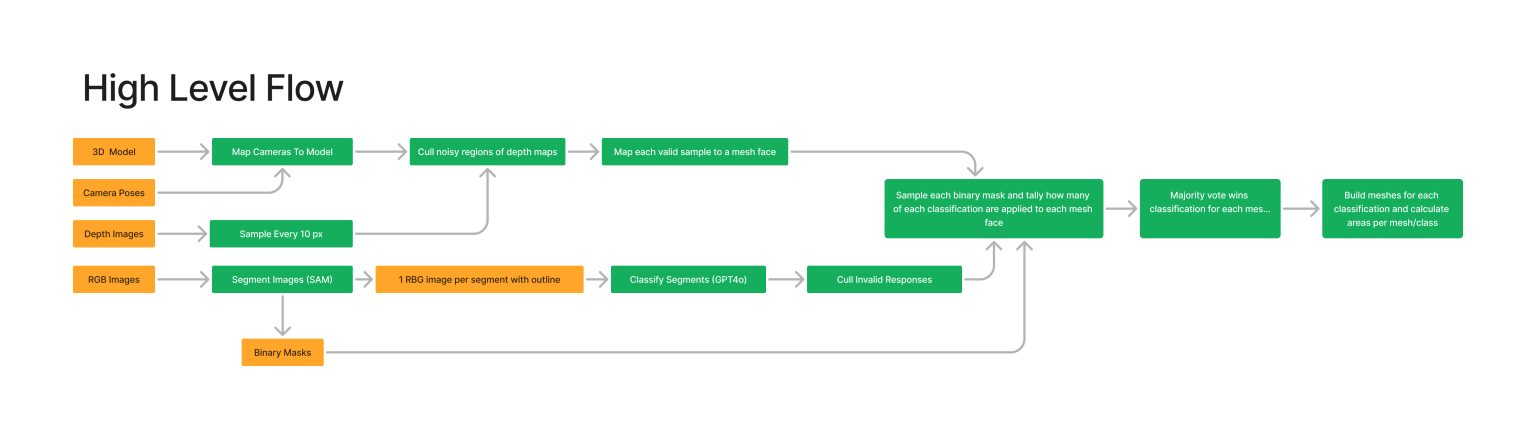 High Level Flow
3D Model
Map Cameras To Model
Cull noisy regions of depth maps
Map each valid sample to a mesh face
Camera Poses
Depth Images
Sample Every 10 px
Sample each binary mask and tally how many
of each classification are applied to each mesh
face
Majority vote wins
classification for each mes...
Build meshes for each
classification and calculate
areas per mesh/class
RGB Images
Segment Images (SAM)
1 RBG image per segment with outline
Classify Segments (GPT4o)
Cull Invalid Responses
Binary Masks